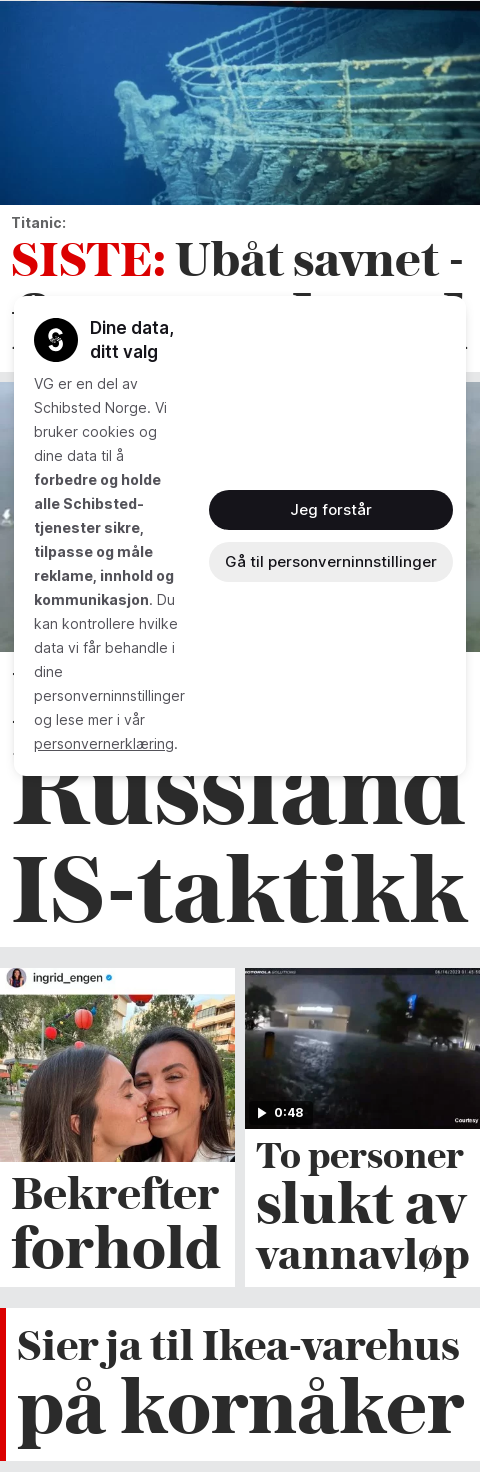 Titanic:
SISTE: Ubåt savnet -
Dine data,
ditt valg
VG er en del av
Schibsted Norge. Vi
bruker cookies og
dine data til å
forbedre og holde
alle Schibsted-
tjenester sikre,
tilpasse og måle
reklame, innhold og
kommunikasjon. Du
kan kontrollere hvilke
data vi får behandle i
dine
personverninnstillinger
og lese mer i vår
personvernerklæring.
Jeg forstår
Gå til personverninnstillinger
Russland
IS-taktikk
ingrid_engen
Bekrefter
forhold
MOTOROLA SOLUTIONS
0:48
Courtesy
To personer
slukt av
vannavløp
Sier ja til Ikea-varehus
på kornåker